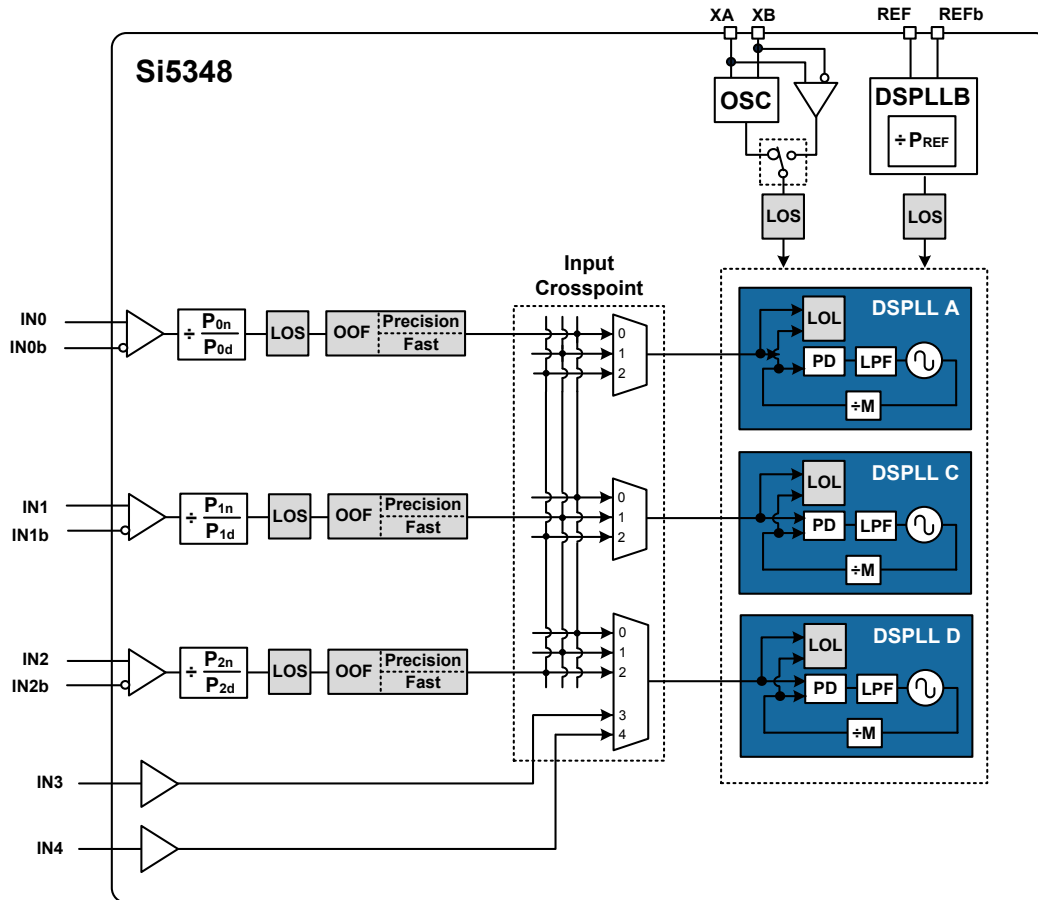 XA XB REF REFb
Si5348
OSC
DSPLLB
÷ PREF
LOS
LOS
Input
Crosspoint
IN0
IN0b
÷ P0n
P0d
LOS
OOF
Precision
Fast
0
1
2
DSPLL A
LOL
PD
LPF
÷M
IN1
IN1b
÷ P1n
P1d
LOS
OOF
Precision
Fast
0
1
2
DSPLL C
LOL
PD
LPF
÷M
IN2
IN2b
÷ P2n
P2d
LOS
OOF
Precision
Fast
0
1
2
3
4
DSPLL D
LOL
PD
LPF
÷M
IN3
IN4